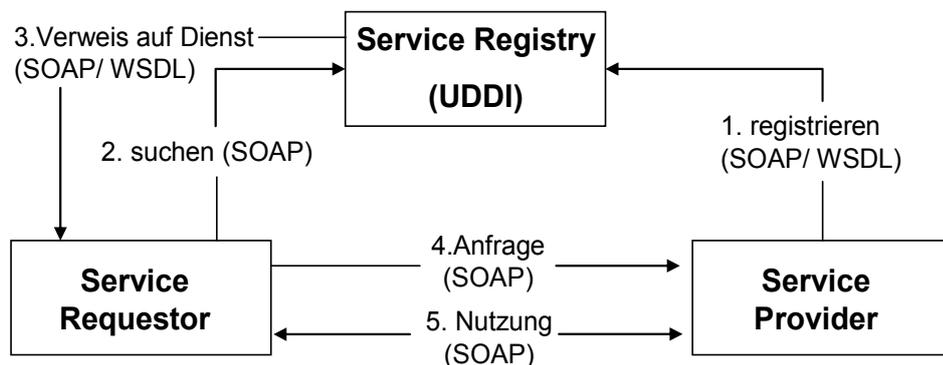 3.Verweis auf Dienst
(SOAP/ WSDL)
Service Registry
(UDDI)
2. suchen (SOAP)
1. registrieren
(SOAP/ WSDL)
Service
Requestor
4.Anfrage
(SOAP)
5. Nutzung
(SOAP)
Service
Provider